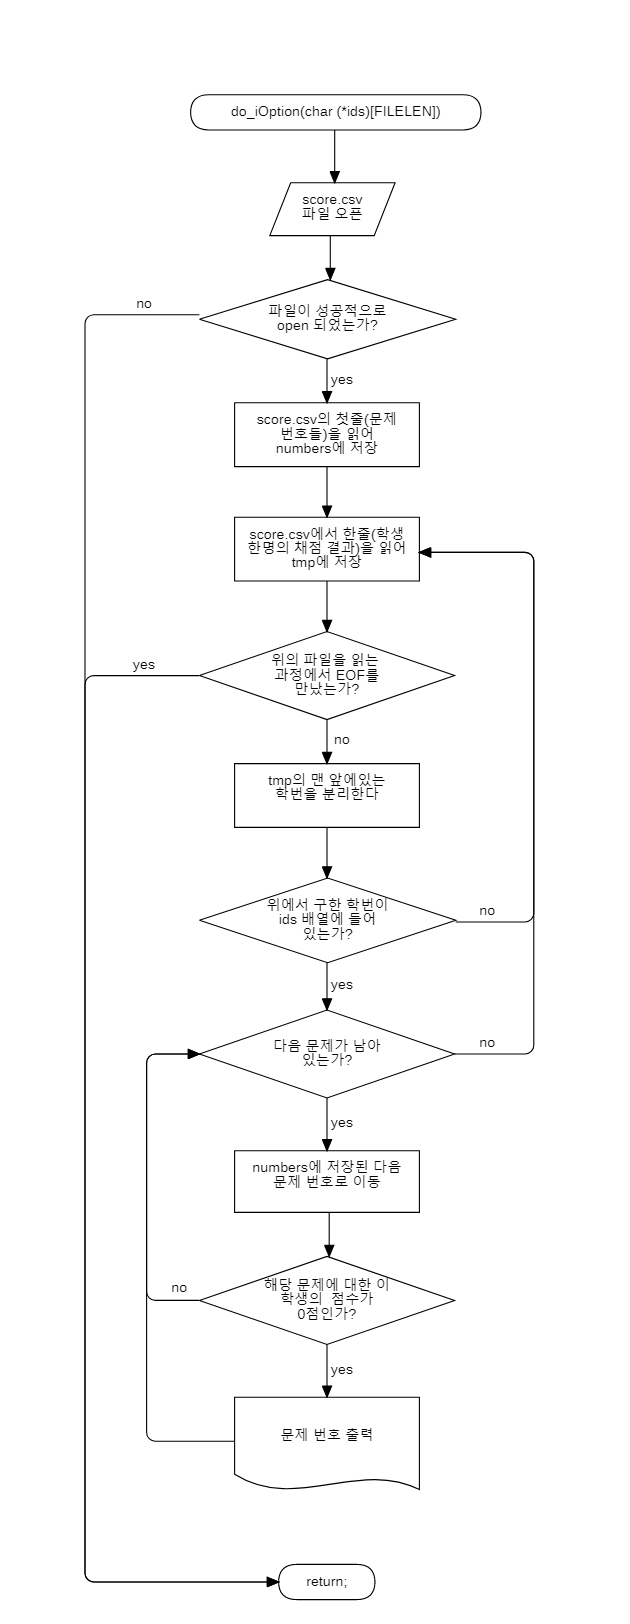 do_iOption(char (*ids)[FILELEN])
score.csv
파일 오픈
파일이 성공적으로
open 되었는가?
no
yes
score.csv의 첫줄(문제
번호들)을 읽어
numbers에 저장
score.csv에서 한줄(학생
한명의 채점 결과)을 읽어
tmp에 저장
위의 파일을 읽는
과정에서 EOF를
만났는가?
yes
no
tmp의 맨 앞에있는
학번을 분리한다
위에서 구한 학번이
ids 배열에 들어
있는가?
no
yes
다음 문제가 남아
있는가?
no
yes
numbers에 저장된 다음
문제 번호로 이동
해당 문제에 대한 이
학생의  점수가
0점인가?
no
yes
문제 번호 출력
return;